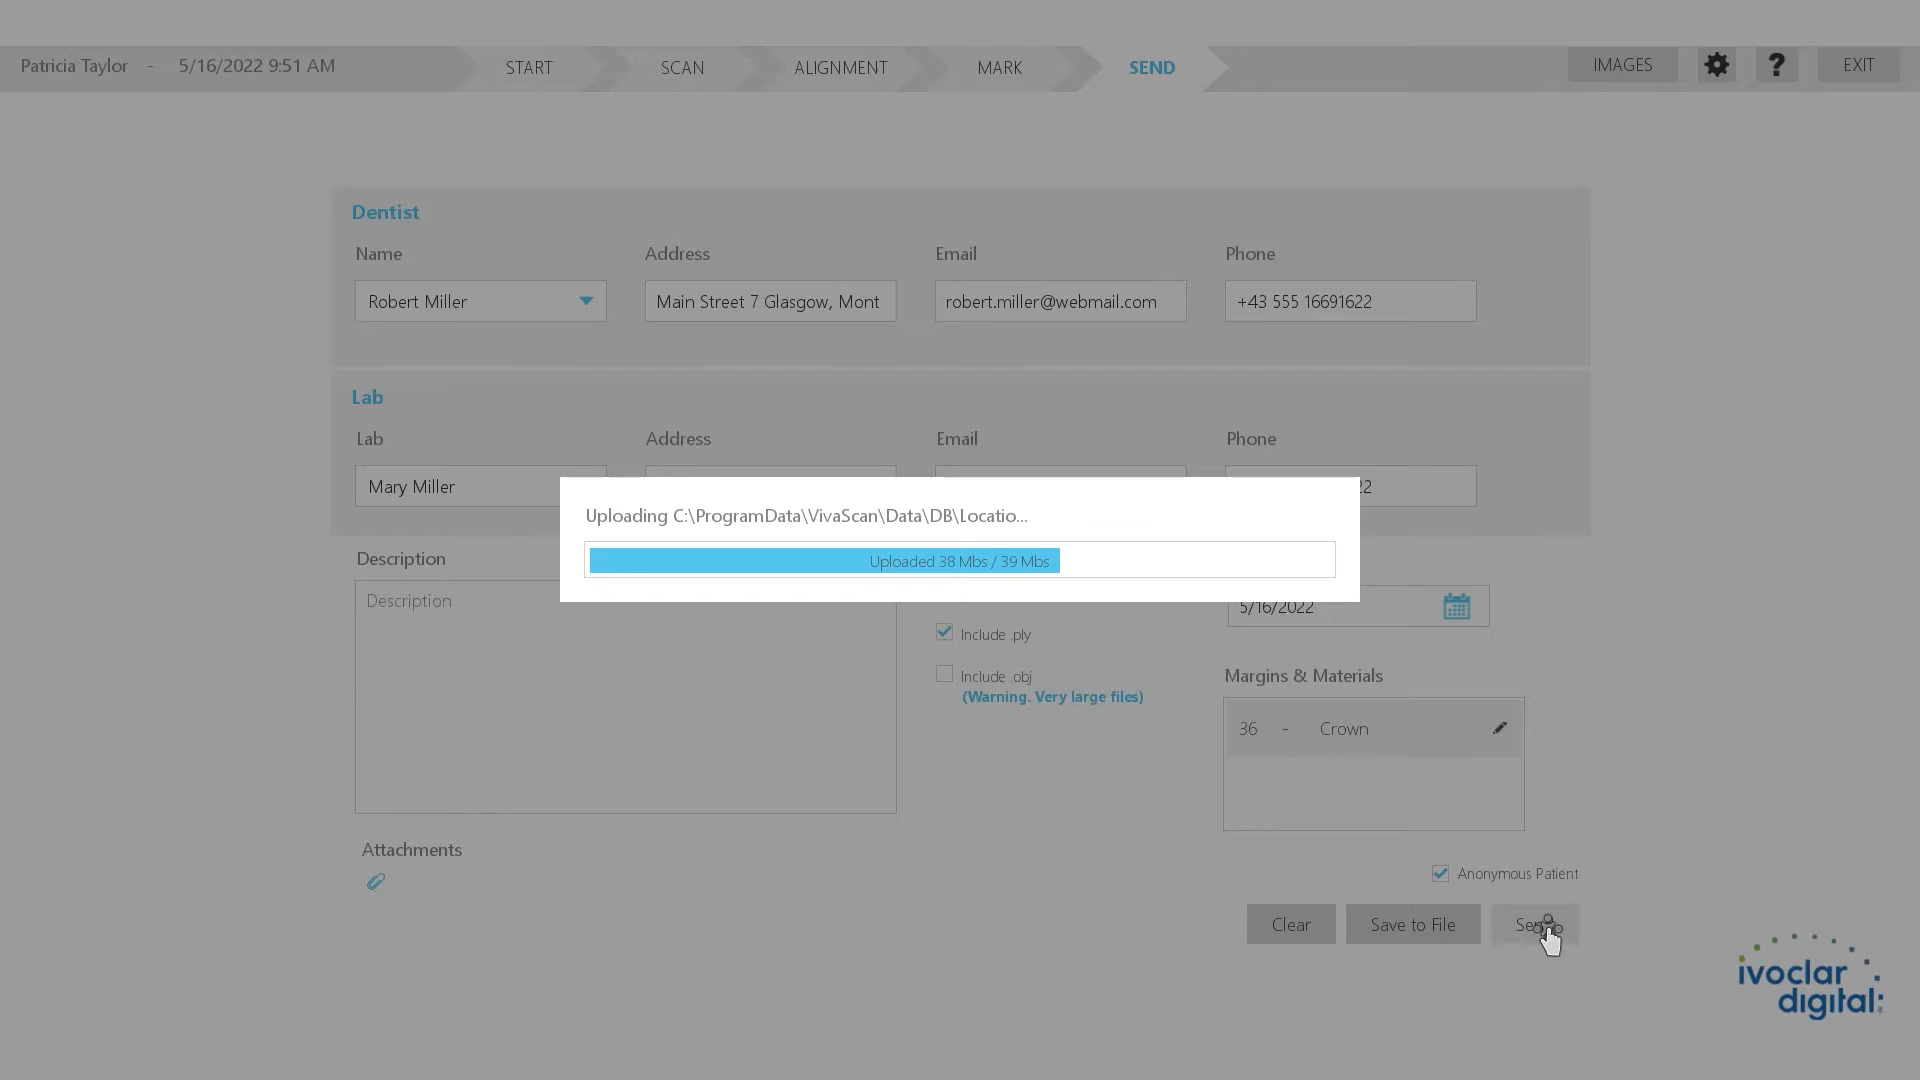 Patricia Taylor - 5/16/2022 9:51 AM
START
SCAN
ALIGNMENT
MARK
SEND
IMAGES
?
EXIT
Dentist
Name
Address
Email
Phone
Robert Miller
Main Street 7 Glasgow, Mont
robert.miller@webmail.com
+43 555 16691622
Lab
Lab
Address
Email
Phone
Mary Miller
22
Uploading C:\ProgramData\VivaScan\Data\DB\Locatio...
Uploaded 38 Mbs / 39 Mbs
Description
Description
5/16/2022
Include .ply
Include .obj
(Warning. Very large files)
Margins & Materials
36 - Crown
Attachments
Anonymous Patient
Clear
Save to File
ivoclar
digital: